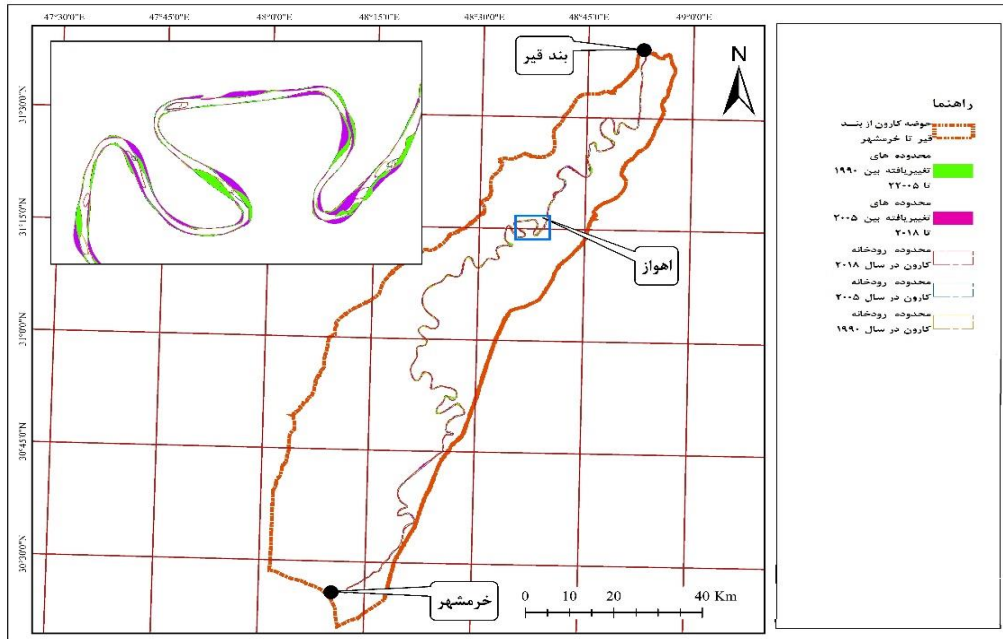 47°30'0"E 47°45'0"E 48°0'0"E 48°15'0"E 48°30'0"E 48°45'0"E 49°0'0"E
31°30'0"N
31°15'0"N
31°0'0"N
30°45'0"N
30°30'0"N
بند قیر
N
اهواز
خرمشهر
0 10 20 40 Km
راهنما
حوضه کارون از بند
قیر تا خرمشهر
محدوده های
تغییریافته بین ۱۹۹۰
تا ۲۲۰۰۵
محدوده های
تغییریافته بین ۲۰۰۵
تا ۲۰۱۸
محدوده رودخانه
کارون در سال ۲۰۱۸
محدوده رودخانه
کارون در سال ۲۰۰۵
محدوده رودخانه
کارون در سال ۱۹۹۰